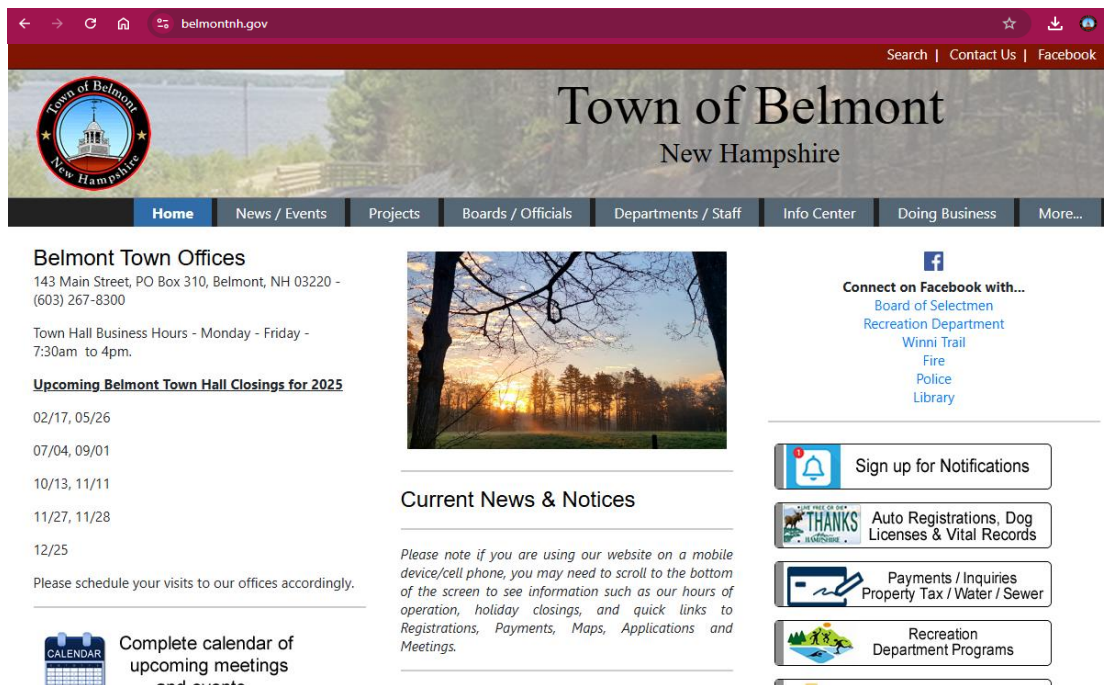 belmontnh.gov
Search | Contact Us | Facebook
Town of Belmont
New Hampshire
Town of Belmont
New Hampshire
Home News / Events Projects Boards / Officials Departments / Staff Info Center Doing Business More...
Belmont Town Offices
143 Main Street, PO Box 310, Belmont, NH 03220 -
(603) 267-8300
Town Hall Business Hours - Monday - Friday -
7:30am to 4pm.
Upcoming Belmont Town Hall Closings for 2025
02/17, 05/26
07/04, 09/01
10/13, 11/11
11/27, 11/28
12/25
Please schedule your visits to our offices accordingly.
CALENDAR
Complete calendar of
upcoming meetings
and events
Current News & Notices
Please note if you are using our website on a mobile
device/cell phone, you may need to scroll to the bottom
of the screen to see information such as our hours of
operation, holiday closings, and quick links to
Registrations, Payments, Maps, Applications and
Meetings.
Connect on Facebook with...
Board of Selectmen
Recreation Department
Winni Trail
Fire
Police
Library
1
Sign up for Notifications
LIVE FREE OR DIE
THANKS
HAMPSHIRE
Auto Registrations, Dog
Licenses & Vital Records
Payments / Inquiries
Property Tax / Water / Sewer
Recreation
Department Programs